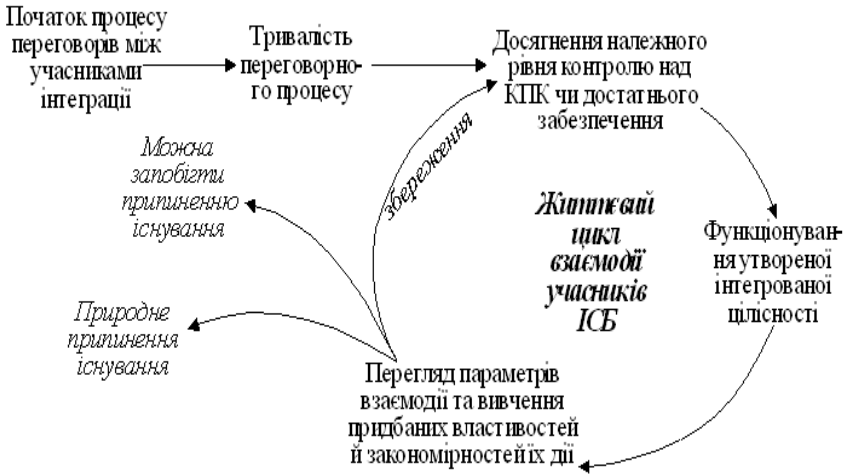 Початок процесу
переговорів між
учасниками
інтеграції
Тривалість
переговорно-
го процесу
Досягнення належного
рівня контролю над
КПК чи достатнього
забезпечення
збереження
Можна
запобігти
припиненню
існування
Життєвий
цикл
взаємодії
учасників
ІСБ
Функціонуван-
ня утвореної
інтегрованої
цілісності
Природне
припинення
існування
Перегляд параметрів
взаємодії та вивчення
придбаних властивостей
й закономірностей їх дії